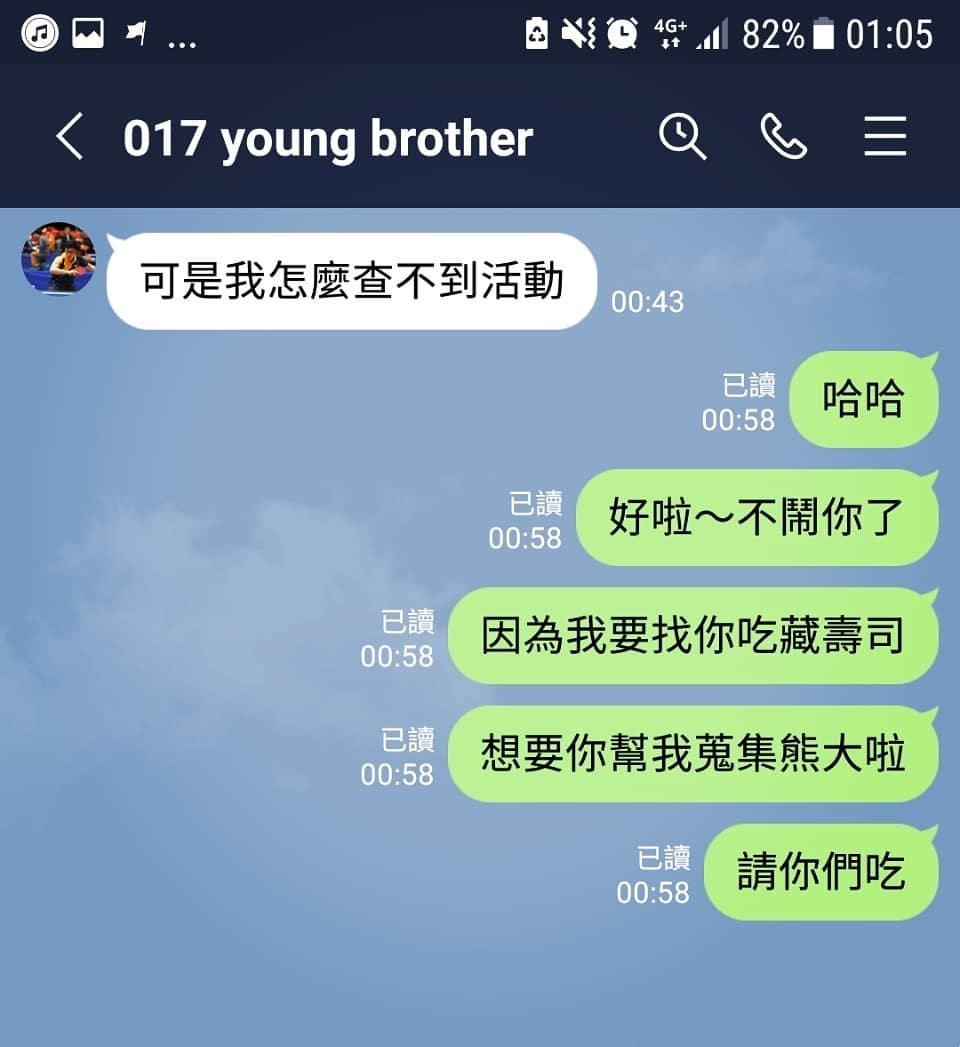 ... 4G+ 82% 01:05
017 young brother
可是我怎麼查不到活動
00:43
已讀
00:58
哈哈
已讀
00:58
好啦～不鬧你了
已讀
00:58
因為我要找你吃藏壽司
已讀
00:58
想要你幫我蒐集熊大啦
已讀
00:58
請你們吃